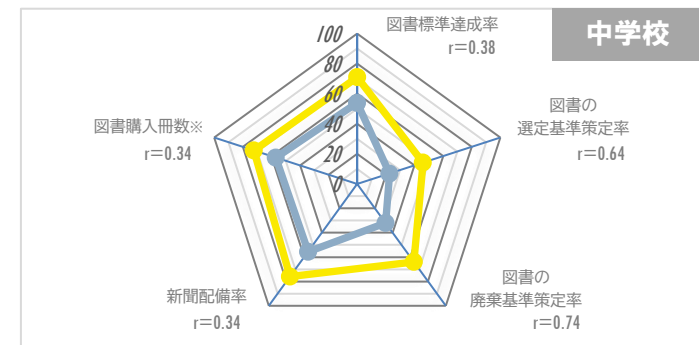 中学校
図書標準達成率
r＝0.38
100
80
60
40
20
0
図書の
選定基準策定率
r＝0.64
図書の
廃棄基準策定率
r＝0.74
新聞配備率
r＝0.34
図書購入冊数※
r＝0.34